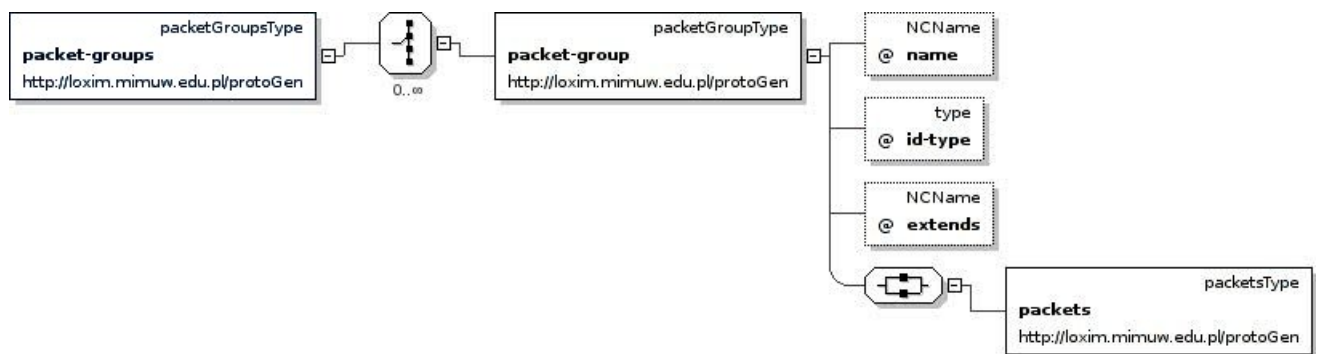 packetGroupsType
packet-groups
http://loxim.mimuw.edu.pl/protoGen
0..∞
packetGroupType
packet-group
http://loxim.mimuw.edu.pl/protoGen
NCName
@ name
type
@ id-type
NCName
@ extends
packetsType
packets
http://loxim.mimuw.edu.pl/protoGen